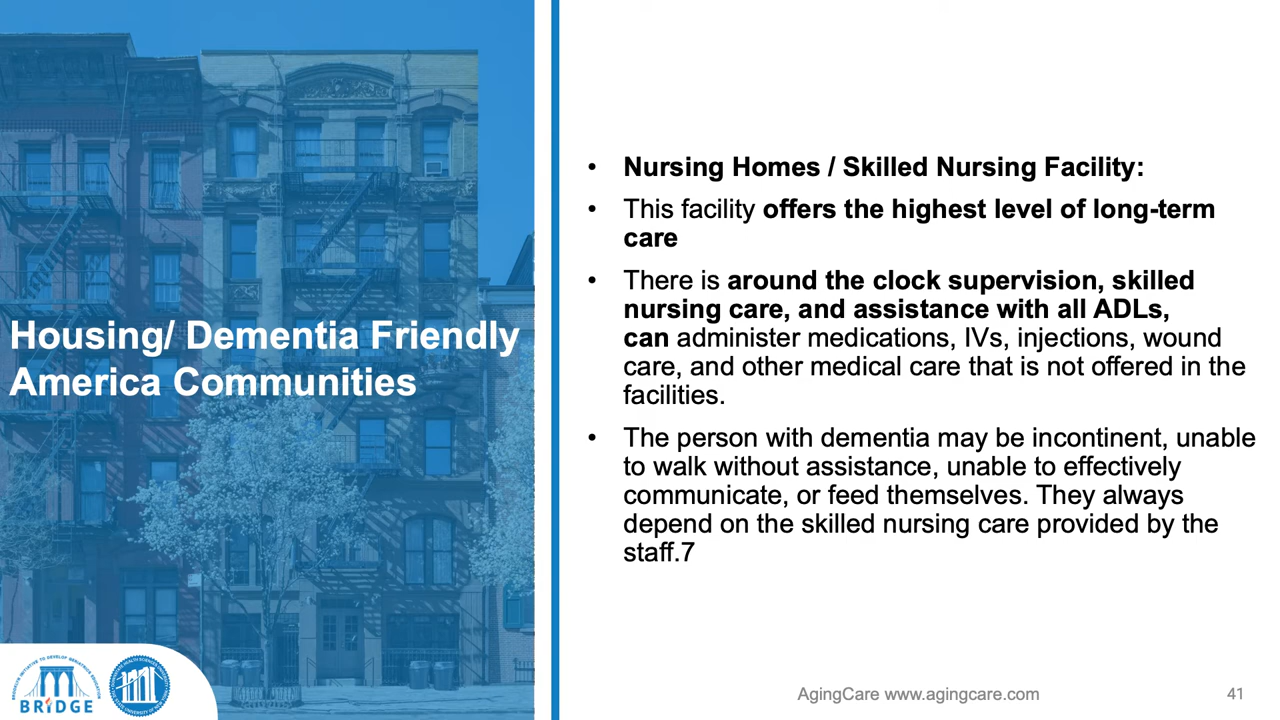 Housing/ Dementia Friendly
America Communities
• Nursing Homes / Skilled Nursing Facility:
• This facility offers the highest level of long-term
care
• There is around the clock supervision, skilled
nursing care, and assistance with all ADLs,
can administer medications, IVs, injections, wound
care, and other medical care that is not offered in the
facilities.
• The person with dementia may be incontinent, unable
to walk without assistance, unable to effectively
communicate, or feed themselves. They always
depend on the skilled nursing care provided by the
staff.7
BRIDGE
AgingCare www.agingcare.com
41